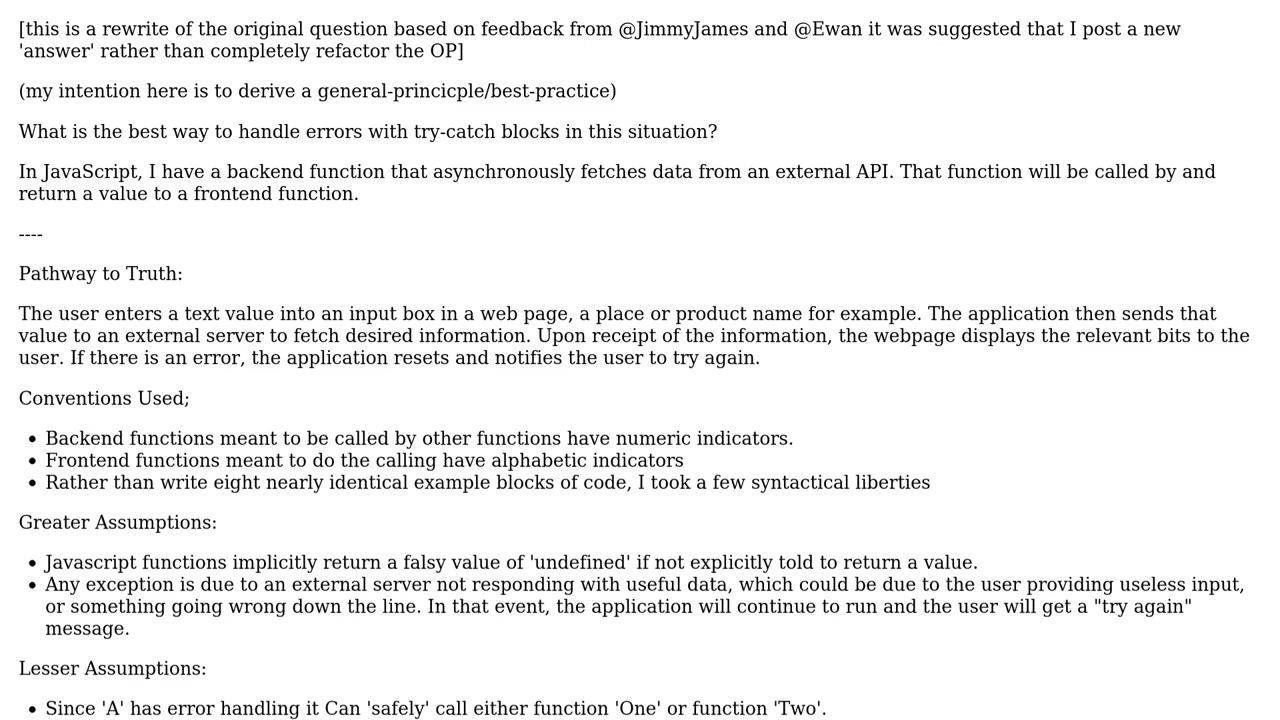 [this is a rewrite of the original question based on feedback from @JimmyJames and @Ewan it was suggested that I post a new
'answer' rather than completely refactor the OP]
(my intention here is to derive a general-princicple/best-practice)
What is the best way to handle errors with try-catch blocks in this situation?
In JavaScript, I have a backend function that asynchronously fetches data from an external API. That function will be called by and
return a value to a frontend function.
----
Pathway to Truth:
The user enters a text value into an input box in a web page, a place or product name for example. The application then sends that
value to an external server to fetch desired information. Upon receipt of the information, the webpage displays the relevant bits to the
user. If there is an error, the application resets and notifies the user to try again.
Conventions Used;
• Backend functions meant to be called by other functions have numeric indicators.
• Frontend functions meant to do the calling have alphabetic indicators
• Rather than write eight nearly identical example blocks of code, I took a few syntactical liberties
Greater Assumptions:
• Javascript functions implicitly return a falsy value of 'undefined' if not explicitly told to return a value.
• Any exception is due to an external server not responding with useful data, which could be due to the user providing useless input,
or something going wrong down the line. In that event, the application will continue to run and the user will get a "try again"
message.
Lesser Assumptions:
• Since 'A' has error handling it Can 'safely' call either function 'One' or function 'Two'.